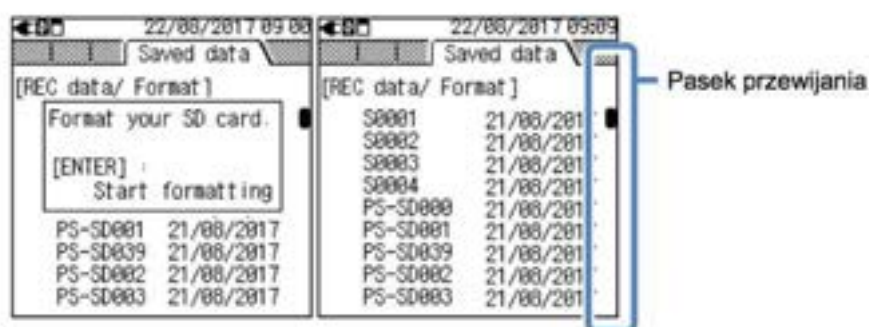 22/08/2017 09:00
Saved data
[REC data/ Format]
Format your SD card.
[ENTER] :
Start formatting
PS-SD001 21/08/2017
PS-SD039 21/08/2017
PS-SD002 21/08/2017
PS-SD003 21/08/2017
22/08/2017 09:09
Saved data
[REC data/ Format]
S0001 21/08/201
S0002 21/08/201
S0003 21/08/201
S0004 21/08/201
PS-SD000 21/08/201
PS-SD001 21/08/201
PS-SD039 21/08/201
PS-SD002 21/08/201
PS-SD003 21/08/201
Pasek przewijania